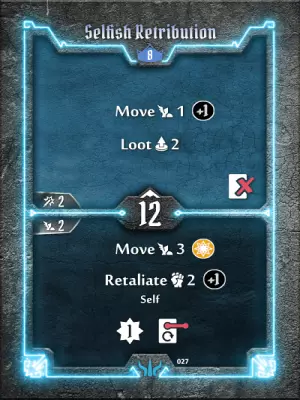 Selfish Retribution
8
Move 1 +1
Loot 2
2
12
2
Move 3
Retaliate 2 +1
Self
1
027